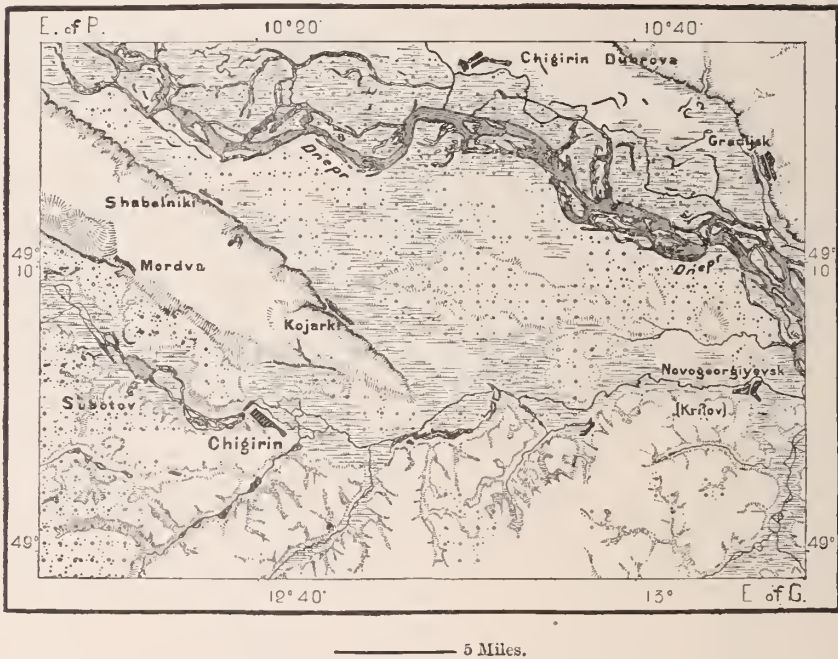 E. of P. 10°20' 10°40'
Chigirin Dubrova
Gradijsk
Dnepr
Shabelniki
49° 10' 49° 10'
Mordva
Dnepr
Kojarki
Novogeorgiyevsk
Subotov
(Krilov)
Chigirin
49° 49°
12°40' 13° E of G.
5 Miles.